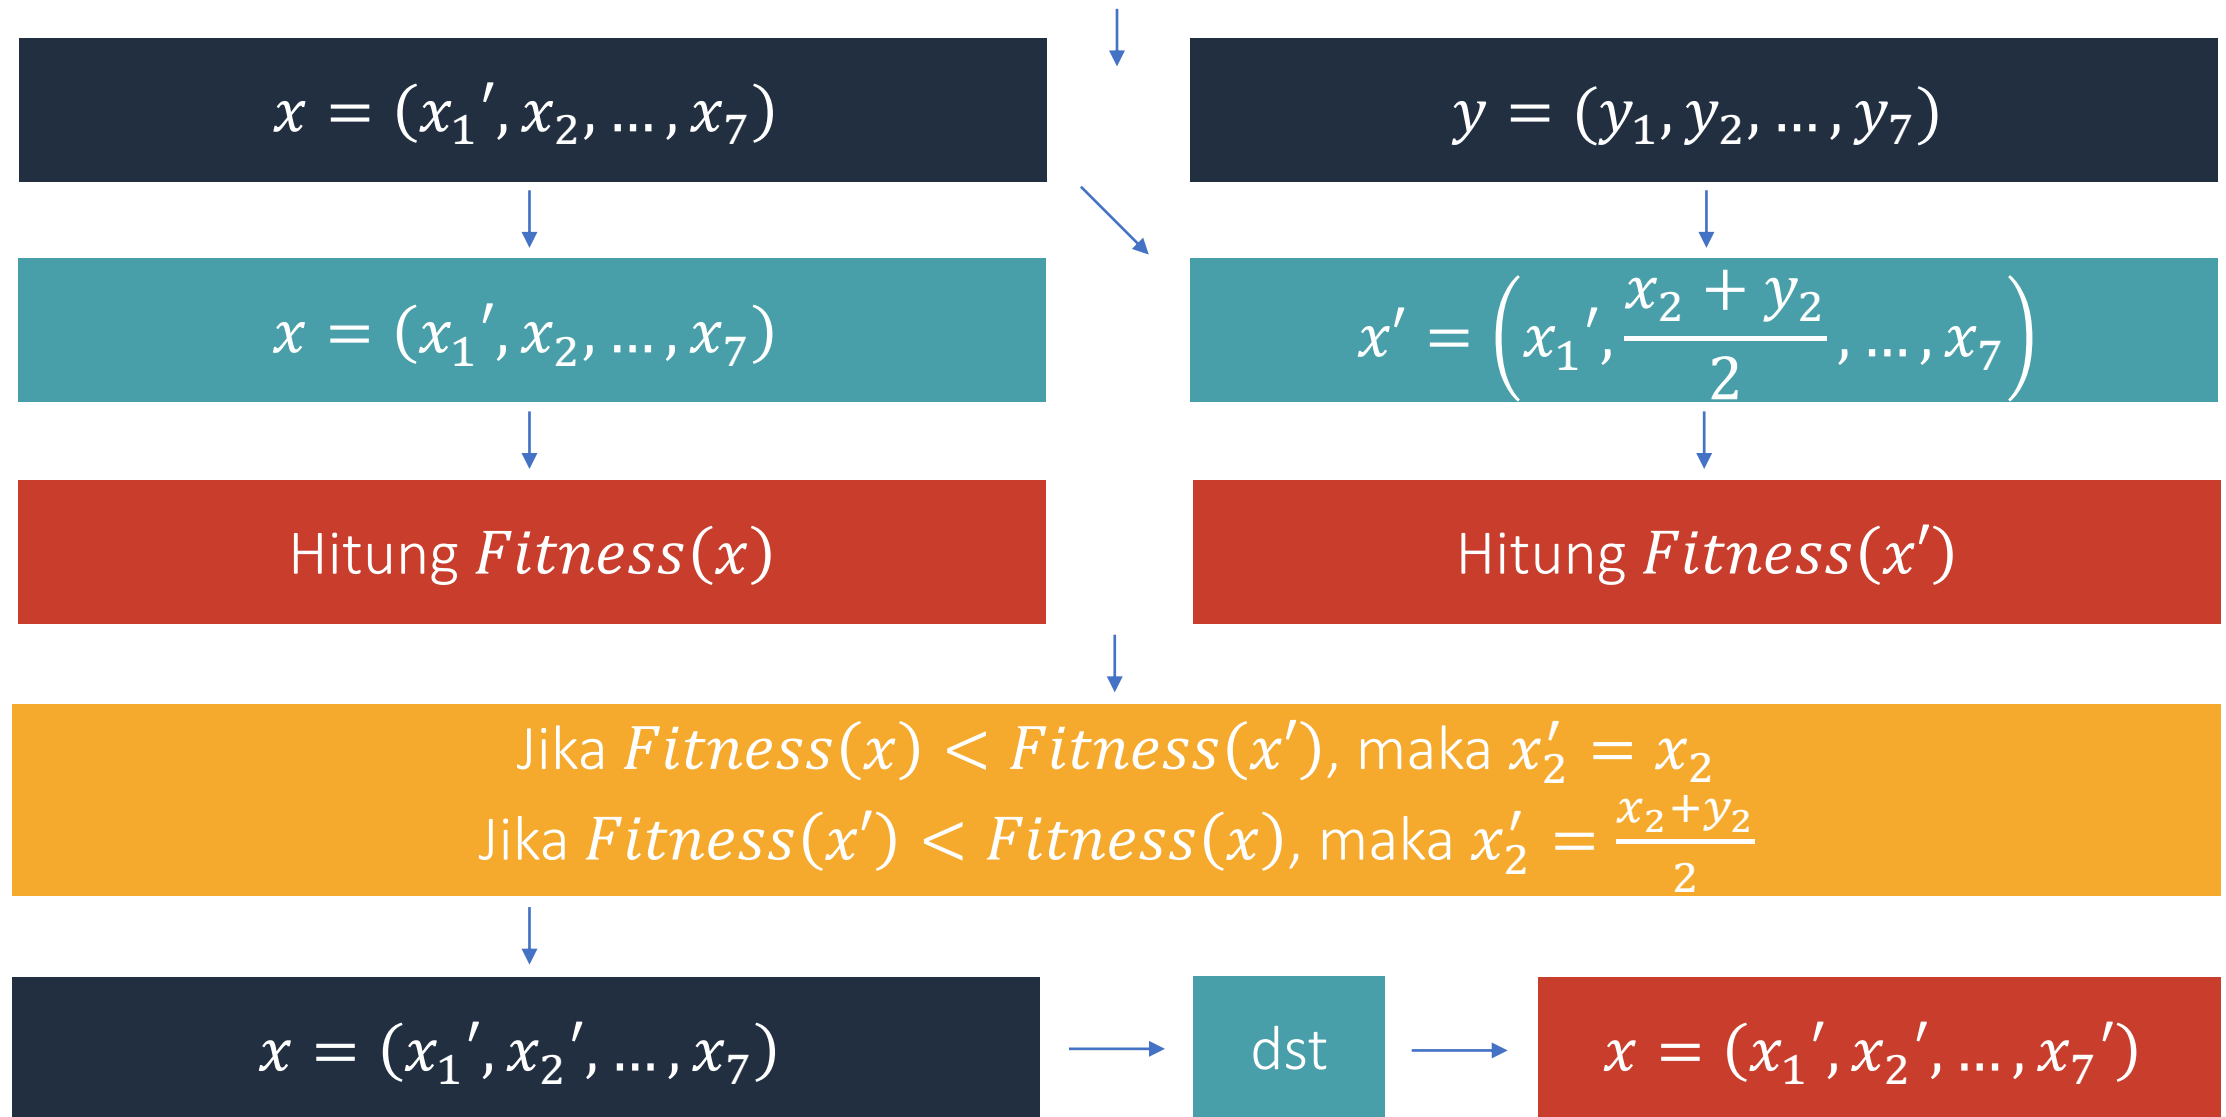 x = (x₁′, x₂, … , x₇)
y = (y₁, y₂, … , y₇)
x = (x₁′, x₂, … , x₇)
x′ = (x₁′, (x₂ + y₂)/2, … , x₇)
Hitung Fitness(x)
Hitung Fitness(x′)
Jika Fitness(x) < Fitness(x′), maka x₂′ = x₂
Jika Fitness(x′) < Fitness(x), maka x₂′ = (x₂+y₂)/2
x = (x₁′, x₂′, … , x₇)
dst
x = (x₁′, x₂′, … , x₇′)